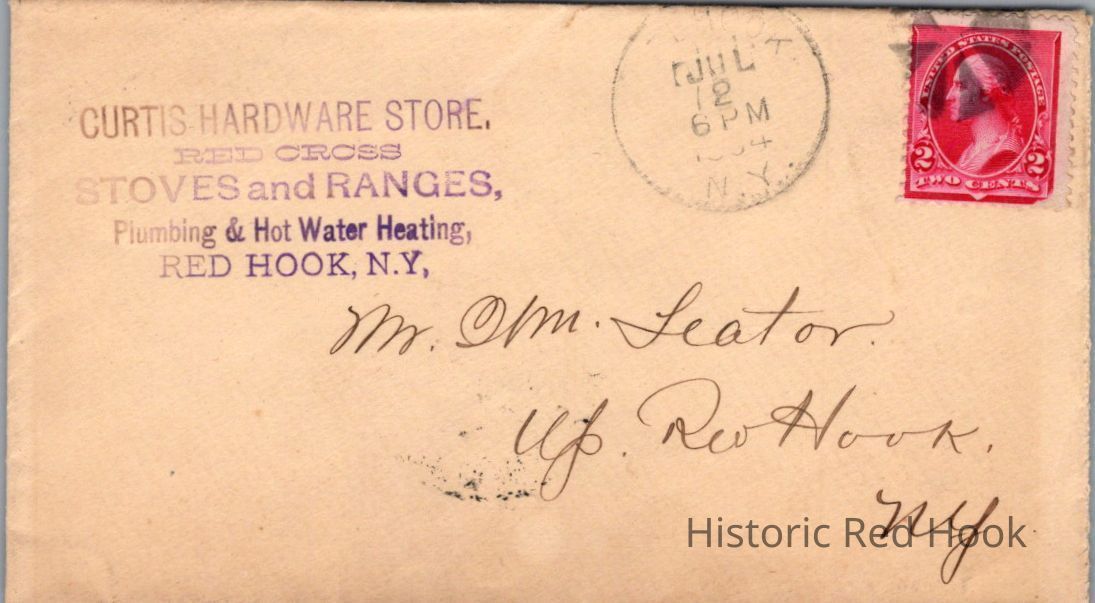 CURTIS HARDWARE STORE.
RED CROSS
STOVES and RANGES,
Plumbing & Hot Water Heating,
RED HOOK, N.Y,
JUL
12
6 PM
N.Y.
UNITED STATES POSTAGE
2 2
TWO CENTS
Mr. Wm. Seator.
Up. Red Hook.
NY
Historic Red Hook